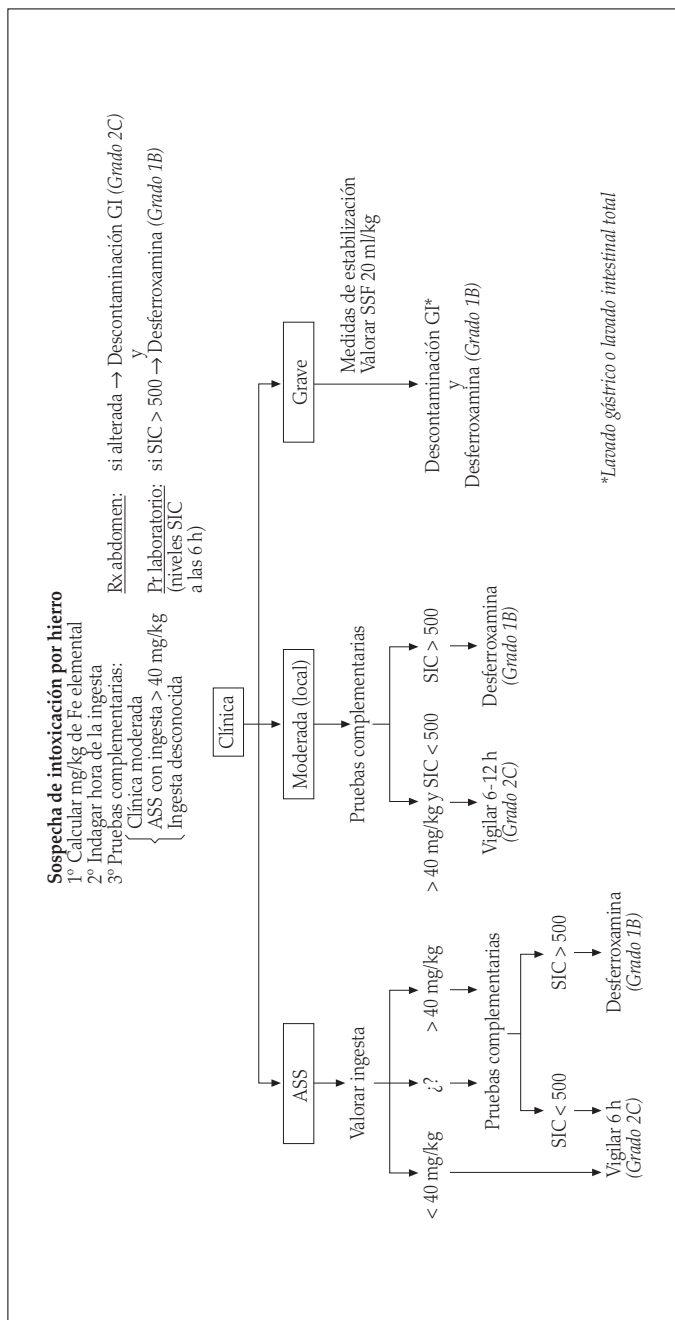 Sospecha de intoxicación por hierro
1º Calcular mg/kg de Fe elemental
2º Indagar hora de la ingesta
3º Pruebas complementarias:
Clínica moderada
ASS con ingesta > 40 mg/kg
Ingesta desconocida
Rx abdomen: si alterada → Descontaminación GI (Grado 2C)
y
Pr laboratorio: si SIC > 500 → Desferroxamina (Grado 1B)
(niveles SIC
a las 6 h)
Clínica
ASS
Valorar ingesta
< 40 mg/kg
¿?
> 40 mg/kg
Pruebas complementarias
SIC < 500
SIC > 500
Vigilar 6 h
(Grado 2C)
Desferroxamina
(Grado 1B)
Moderada (local)
Pruebas complementarias
> 40 mg/kg y SIC < 500
SIC > 500
Vigilar 6-12 h
(Grado 2C)
Desferroxamina
(Grado 1B)
Grave
Medidas de estabilización
Valorar SSF 20 ml/kg
Descontaminación GI*
y
Desferroxamina (Grado 1B)
*Lavado gástrico o lavado intestinal total